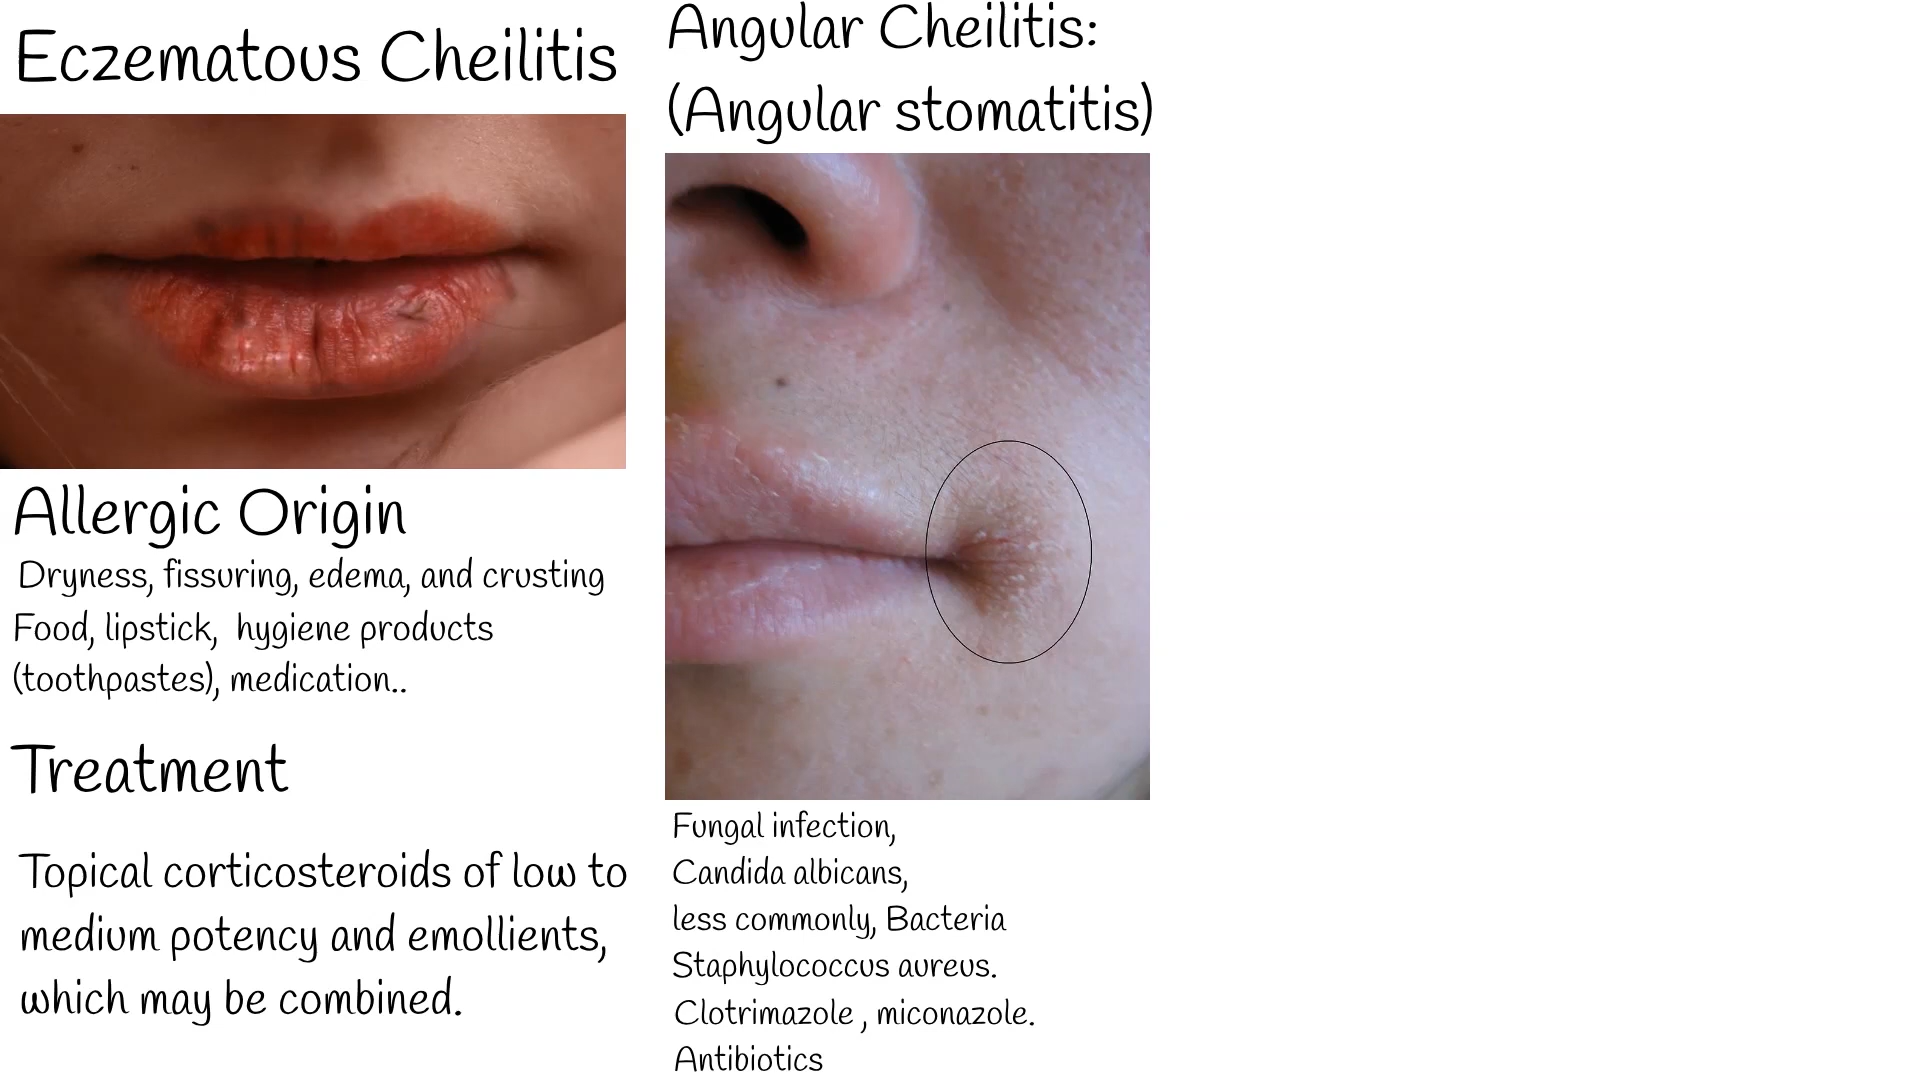 Eczematous Cheilitis
Allergic Origin
Dryness, fissuring, edema, and crusting
Food, lipstick, hygiene products
(toothpastes), medication..
Treatment
Topical corticosteroids of low to
medium potency and emollients,
which may be combined.
Angular Cheilitis:
(Angular stomatitis)
Fungal infection,
Candida albicans,
less commonly, Bacteria
Staphylococcus aureus.
Clotrimazole , miconazole.
Antibiotics